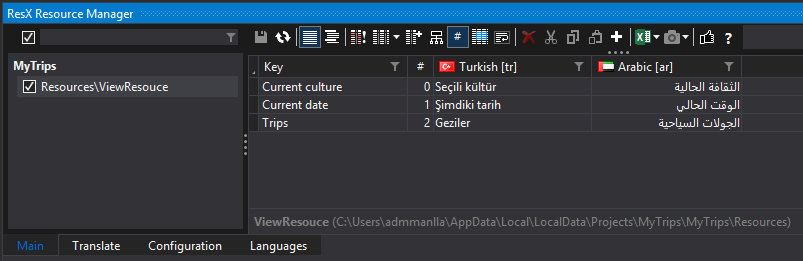 ResX Resource Manager
#
MyTrips
Resources\ViewResouce
Key # Turkish [tr] Arabic [ar]
Current culture 0 Seçili kültür الثقافة الحالية
Current date 1 Şimdiki tarih الوقت الحالي
Trips 2 Geziler الجولات السياحية
ViewResouce (C:\Users\admmanlla\AppData\Local\LocalData\Projects\MyTrips\MyTrips\Resources)
Main Translate Configuration Languages